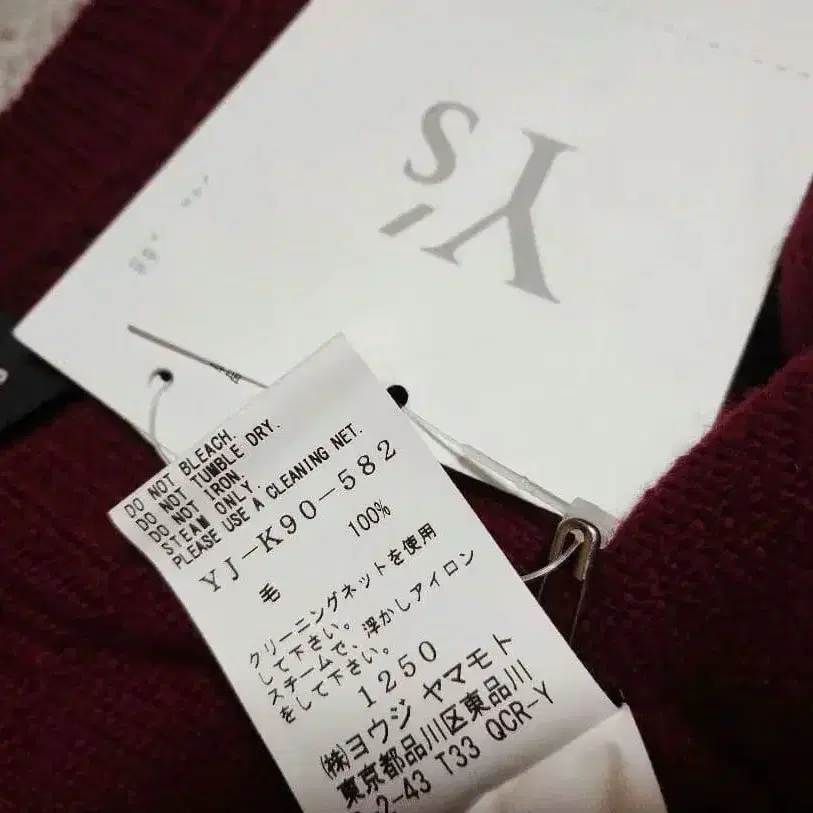 Y's
DO NOT BLEACH.
DO NOT TUMBLE DRY.
DO NOT IRON.
STEAM ONLY.
PLEASE USE A CLEANING NET.
YJ-K90-582
毛 100%
クリーニングネットを使用
して下さい。
スチームで、浮かしアイロン
をして下さい。
1250
㈱ヨウジ ヤマモト
東京都品川区東品川
2-43 T33 QCR-Y